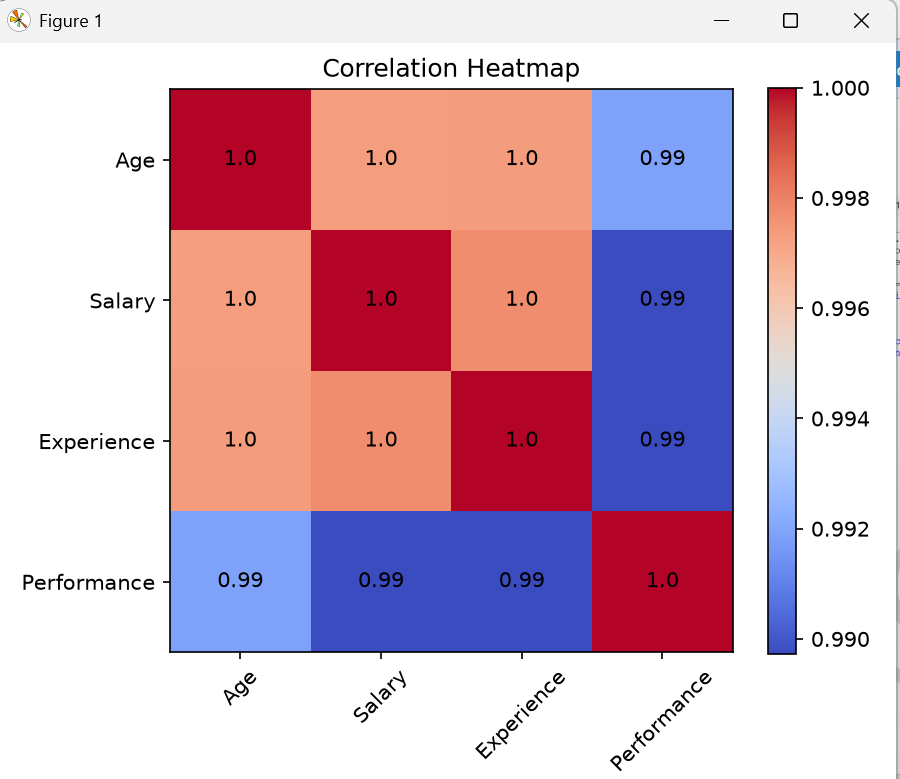 Figure 1
Correlation Heatmap
Age 1.0 1.0 1.0 0.99
Salary 1.0 1.0 1.0 0.99
Experience 1.0 1.0 1.0 0.99
Performance 0.99 0.99 0.99 1.0
Age Salary Experience Performance
1.000
0.998
0.996
0.994
0.992
0.990